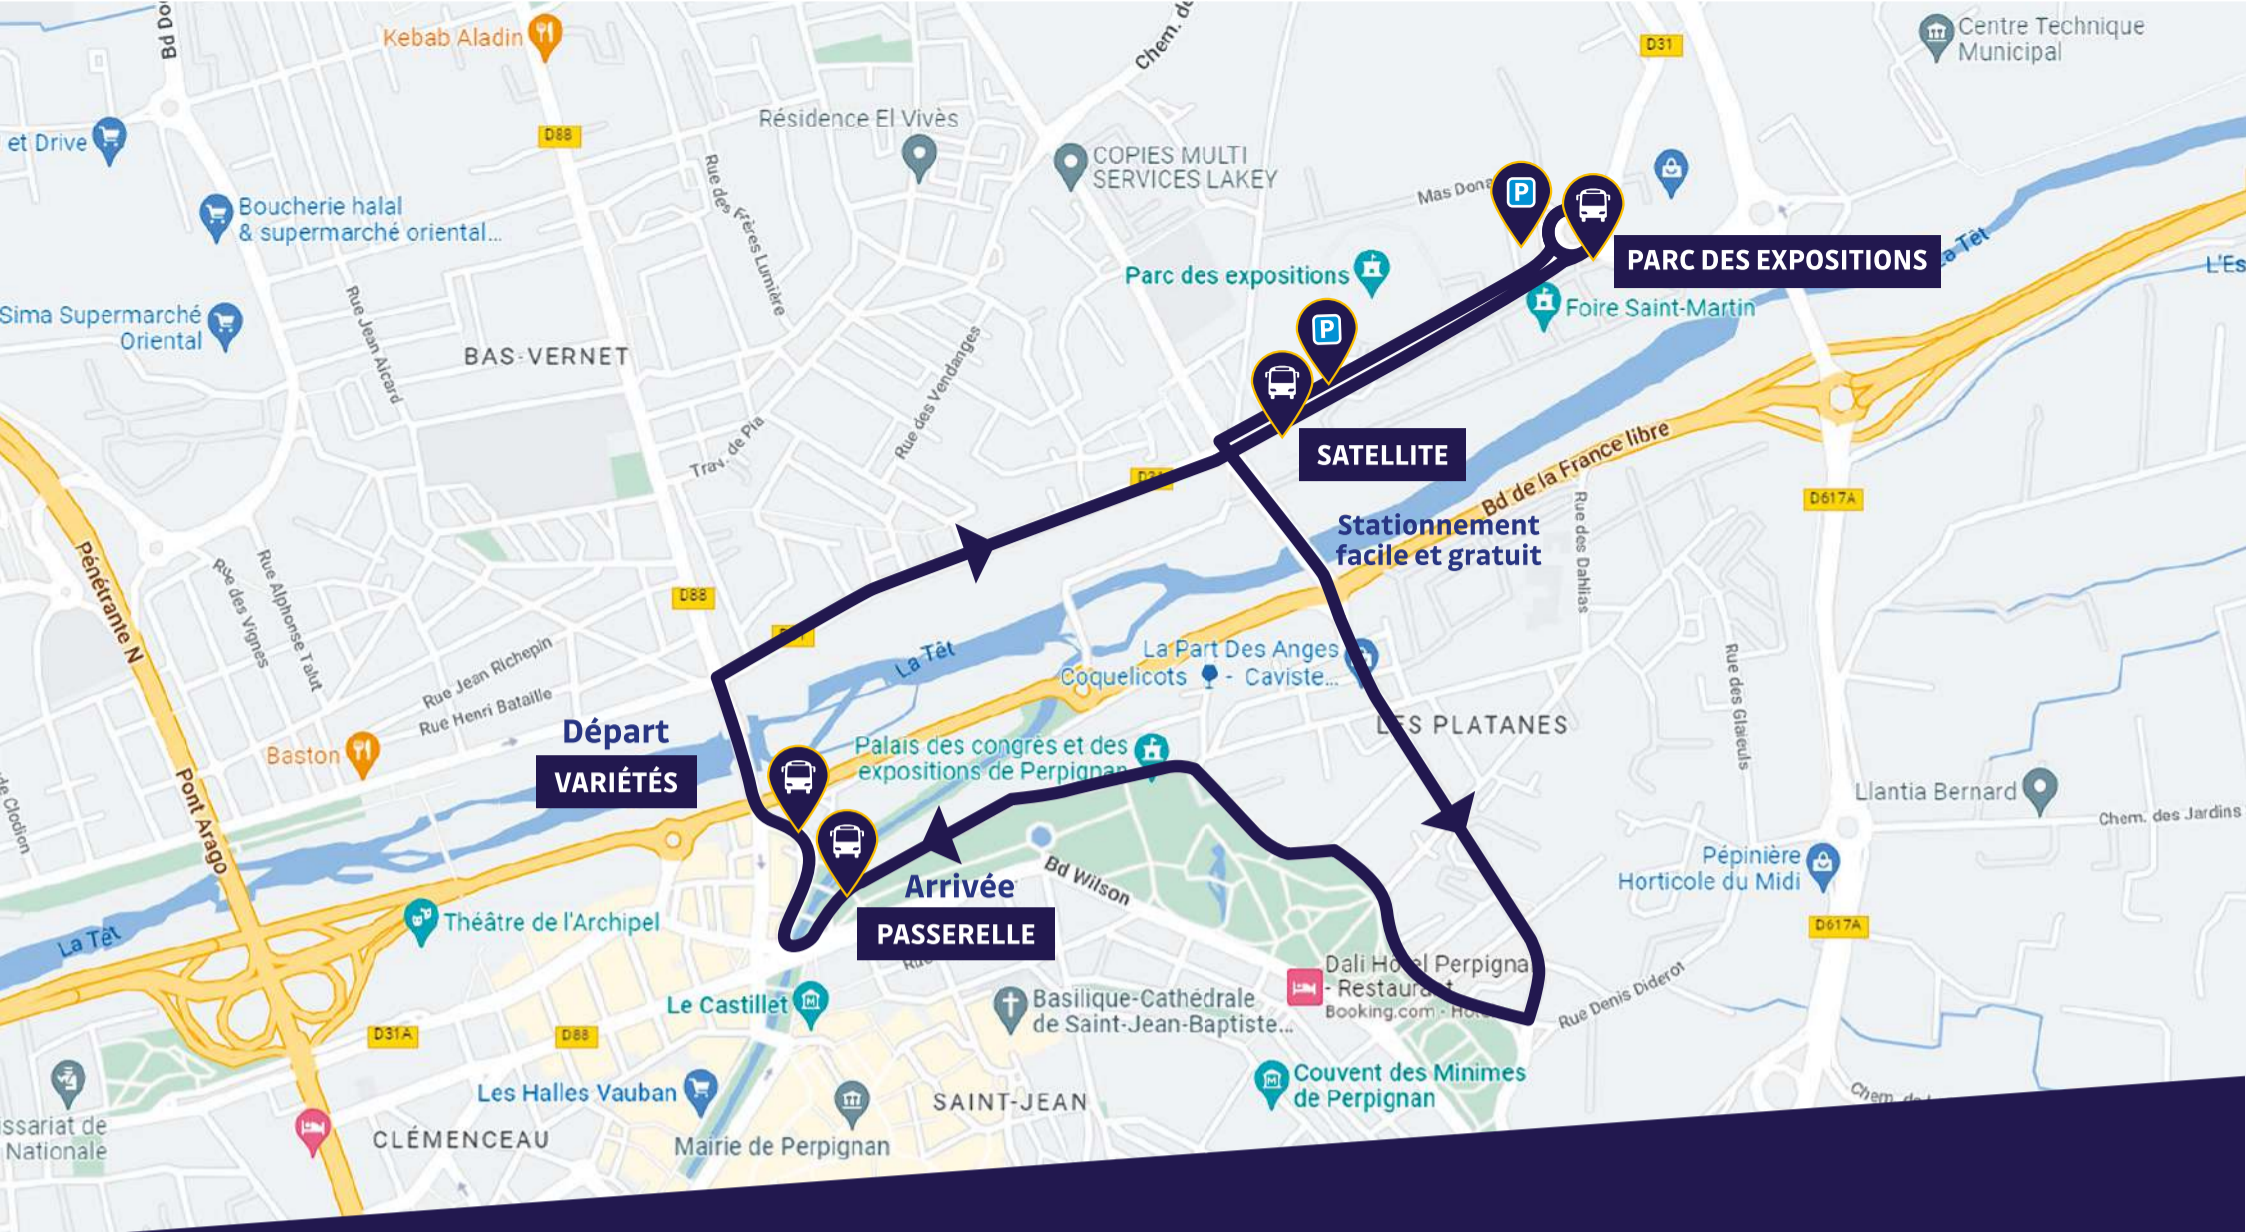 Bd Do
Kebab Aladin
Chem. de
D31
Centre Technique
Municipal
et Drive
D88
Résidence El Vivès
COPIES MULTI
SERVICES LAKEY
Boucherie halal
& supermarché oriental...
Rue des Frères Lumière
Mas Dona
P
PARC DES EXPOSITIONS
La Têt
L'Es
Parc des expositions
Foire Saint-Martin
Sima Supermarché
Oriental
Rue Jean Aicard
BAS-VERNET
P
Rue des Vendanges
Trav. de Pia
SATELLITE
Bd de la France libre
D617A
Stationnement
facile et gratuit
Rue des Dahlias
Pénétrante N
Rue des Vignes
Rue Alphonse Talut
D88
Rue Jean Richepin
Rue Henri Bataille
La Têt
La Part Des Anges
Coquelicots - Caviste...
Rue des Glaïeuls
LES PLATANES
Départ
VARIÉTÉS
Baston
Palais des congrès et des
expositions de Perpignan
Pont Arago
de Clodion
Llantia Bernard
Chem. des Jardins
Pépinière
Horticole du Midi
Bd Wilson
Arrivée
PASSERELLE
Théâtre de l'Archipel
La Têt
D617A
Dali Hôtel Perpigna
- Restaurant
Booking.com - Hô
Rue Denis Diderot
Le Castillet
Basilique-Cathédrale
de Saint-Jean-Baptiste...
D31A
D88
Les Halles Vauban
Couvent des Minimes
de Perpignan
SAINT-JEAN
Mairie de Perpignan
CLÉMENCEAU
issariat de
Nationale
Chem.